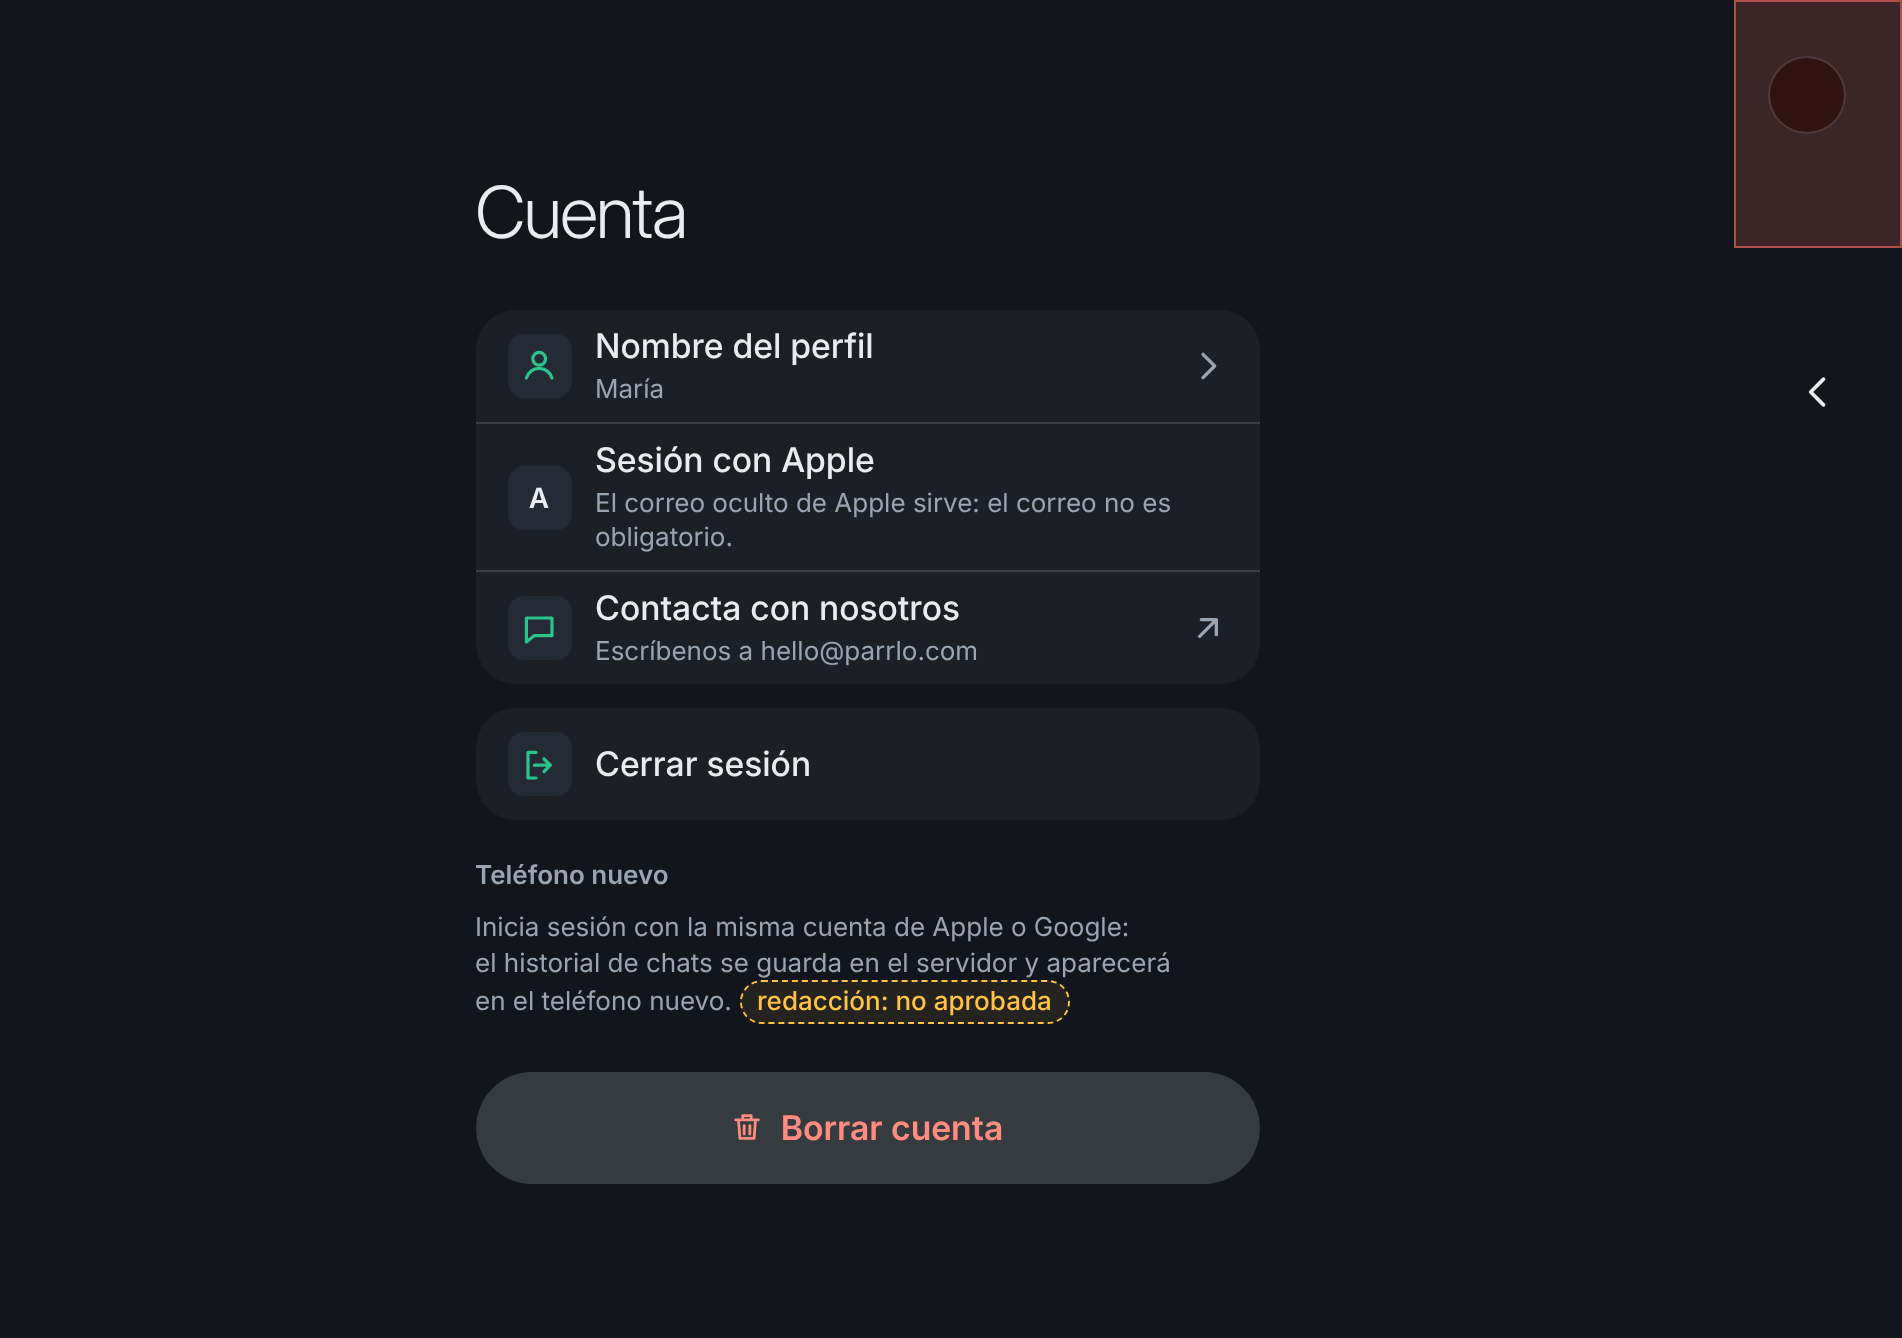 Cuenta
Nombre del perfil
María
A
Sesión con Apple
El correo oculto de Apple sirve: el correo no es
obligatorio.
Contacta con nosotros
Escríbenos a hello@parrlo.com
Cerrar sesión
Teléfono nuevo
Inicia sesión con la misma cuenta de Apple o Google:
el historial de chats se guarda en el servidor y aparecerá
en el teléfono nuevo. redacción: no aprobada
Borrar cuenta